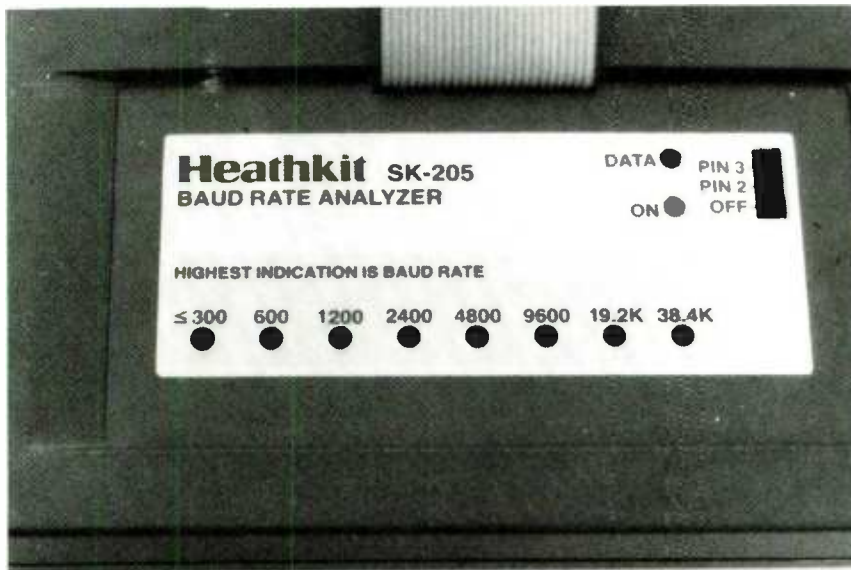 Heathkit SK-205
BAUD RATE ANALYZER
DATA
ON
PIN 3
PIN 2
OFF
HIGHEST INDICATION IS BAUD RATE
≤ 300 600 1200 2400 4800 9600 19.2K 38.4K